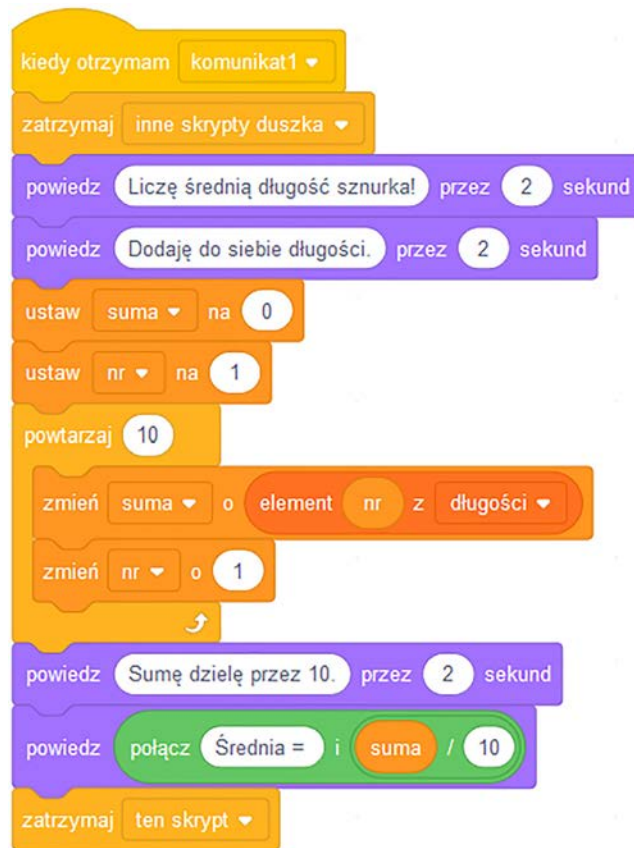 kiedy otrzymam komunikat1
zatrzymaj inne skrypty duszka
powiedz Liczę średnią długość sznurka! przez 2 sekund
powiedz Dodaję do siebie długości. przez 2 sekund
ustaw suma na 0
ustaw nr na 1
powtarzaj 10
zmień suma o element nr z długości
zmień nr o 1
powiedz Sumę dzielę przez 10. przez 2 sekund
powiedz połącz Średnia = i suma / 10
zatrzymaj ten skrypt